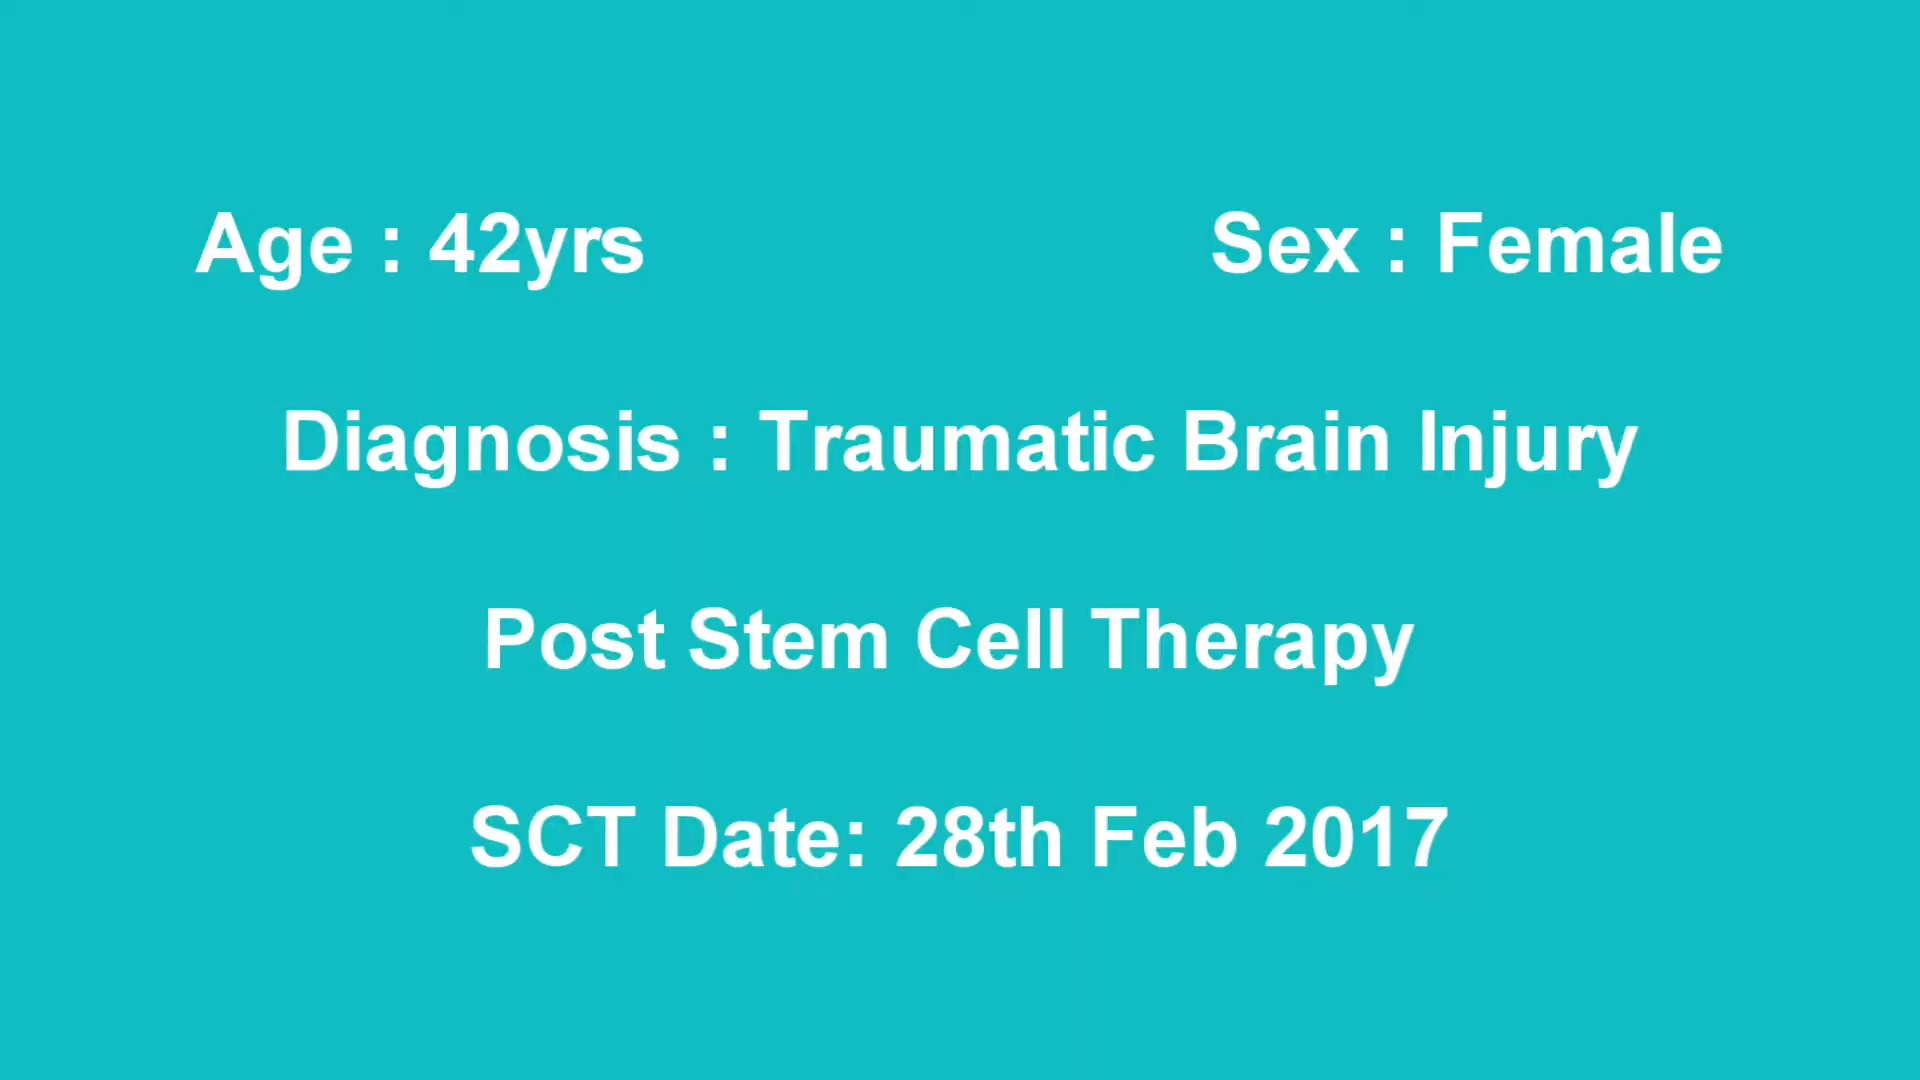 Age : 42yrs Sex : Female
Diagnosis : Traumatic Brain Injury
Post Stem Cell Therapy
SCT Date: 28th Feb 2017